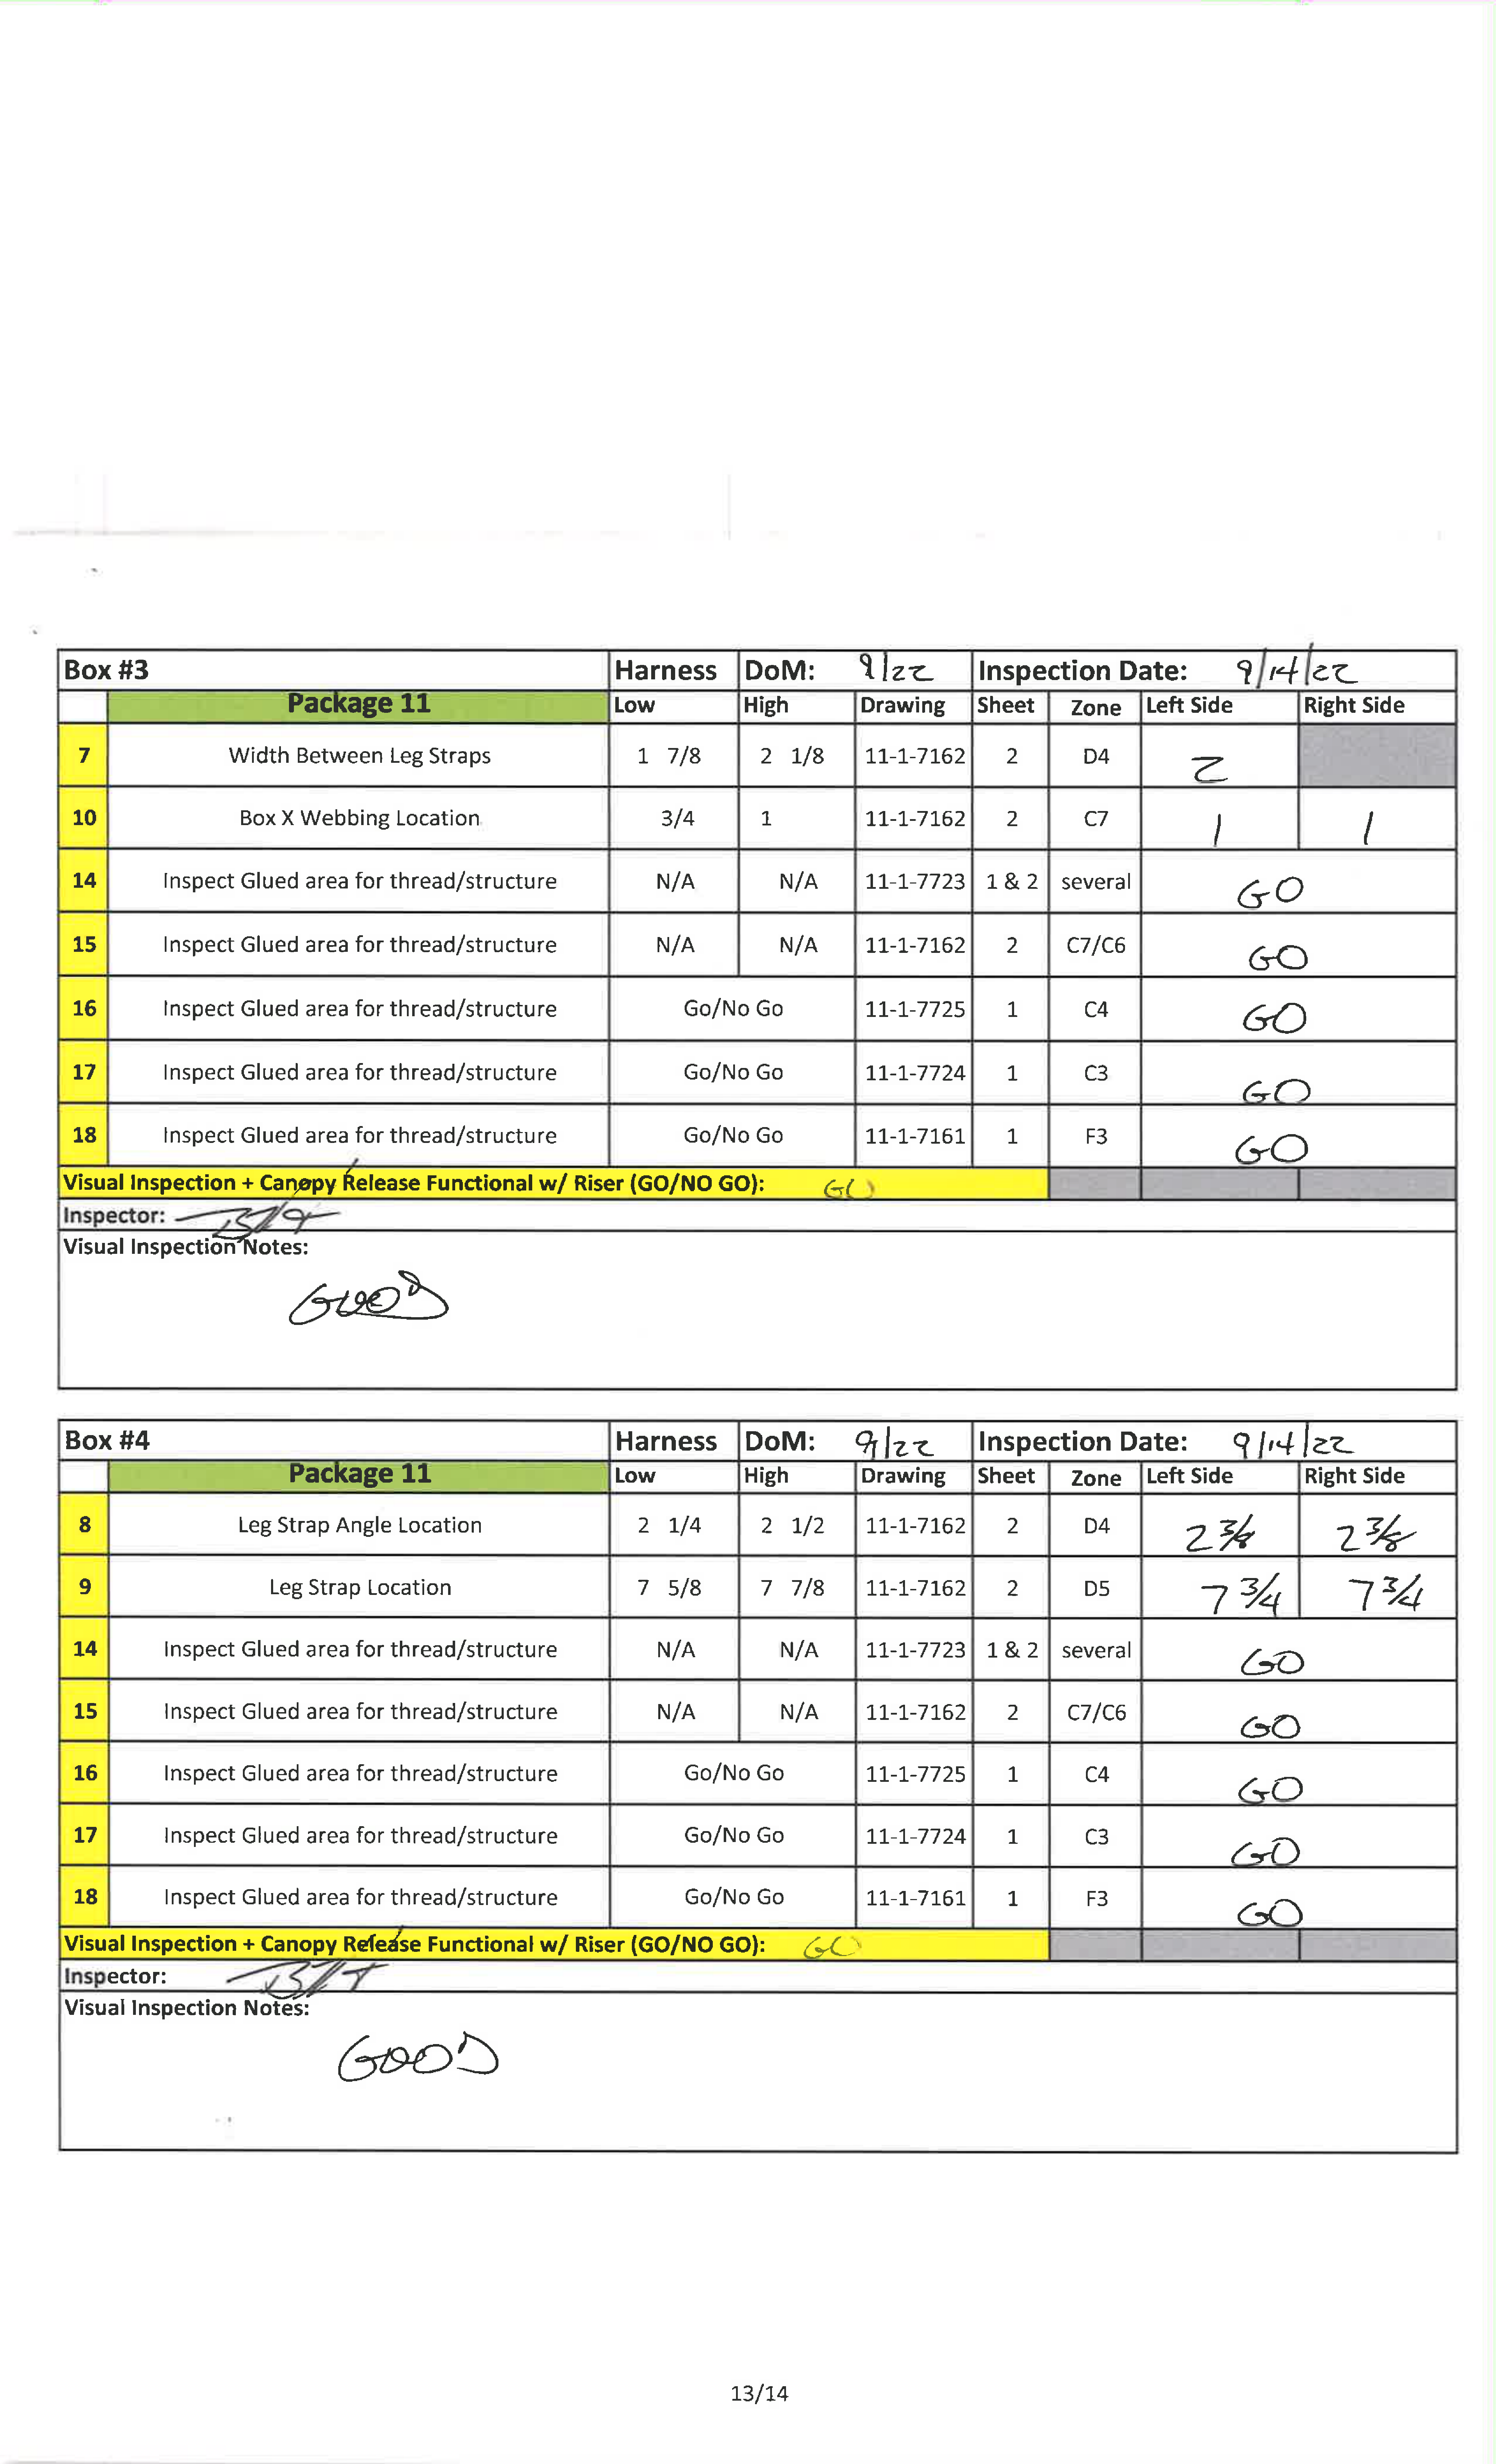 Box #3 Harness DoM: 9/22 Inspection Date: 9/14/22
Package 11 Low High Drawing Sheet Zone Left Side Right Side
7 Width Between Leg Straps 1 7/8 2 1/8 11-1-7162 2 D4 2
10 Box X Webbing Location 3/4 1 11-1-7162 2 C7 1 1
14 Inspect Glued area for thread/structure N/A N/A 11-1-7723 1 & 2 several GO
15 Inspect Glued area for thread/structure N/A N/A 11-1-7162 2 C7/C6 GO
16 Inspect Glued area for thread/structure Go/No Go 11-1-7725 1 C4 GO
17 Inspect Glued area for thread/structure Go/No Go 11-1-7724 1 C3 GO
18 Inspect Glued area for thread/structure Go/No Go 11-1-7161 1 F3 GO
Visual Inspection + Canopy Release Functional w/ Riser (GO/NO GO): GO
Inspector:
Visual Inspection Notes:
GOOD
Box #4 Harness DoM: 9/22 Inspection Date: 9/14/22
Package 11 Low High Drawing Sheet Zone Left Side Right Side
8 Leg Strap Angle Location 2 1/4 2 1/2 11-1-7162 2 D4 2 3/8 2 3/8
9 Leg Strap Location 7 5/8 7 7/8 11-1-7162 2 D5 7 3/4 7 3/4
14 Inspect Glued area for thread/structure N/A N/A 11-1-7723 1 & 2 several GO
15 Inspect Glued area for thread/structure N/A N/A 11-1-7162 2 C7/C6 GO
16 Inspect Glued area for thread/structure Go/No Go 11-1-7725 1 C4 GO
17 Inspect Glued area for thread/structure Go/No Go 11-1-7724 1 C3 GO
18 Inspect Glued area for thread/structure Go/No Go 11-1-7161 1 F3 GO
Visual Inspection + Canopy Release Functional w/ Riser (GO/NO GO): GO
Inspector:
Visual Inspection Notes:
GOOD
13/14